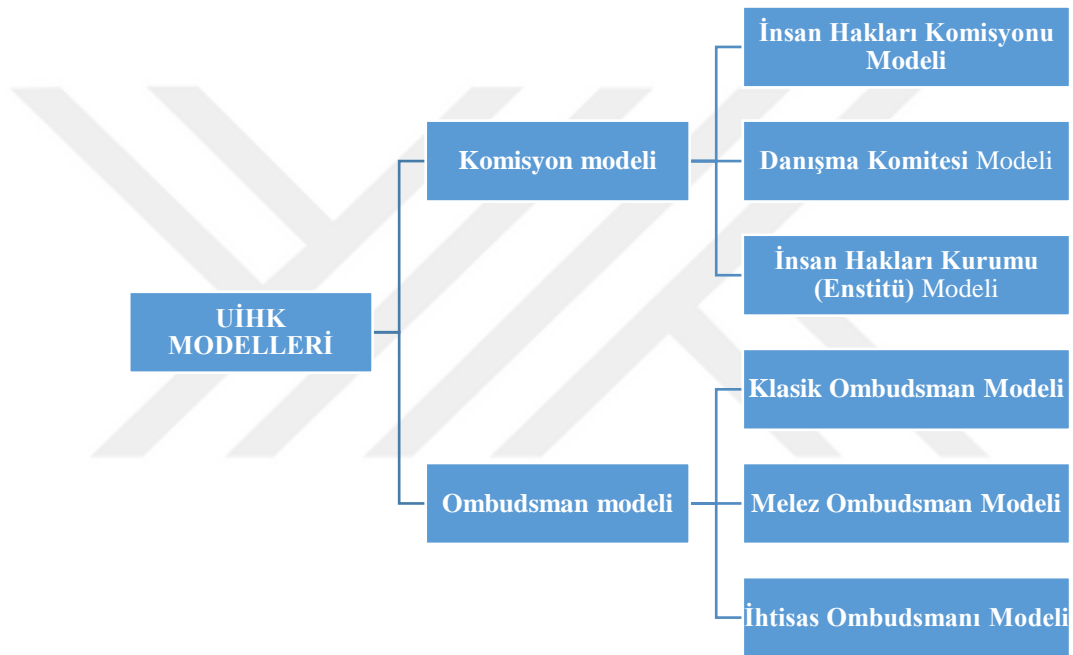 UİHK
MODELLERİ
Komisyon modeli
İnsan Hakları Komisyonu
Modeli
Danışma Komitesi Modeli
İnsan Hakları Kurumu
(Enstitü) Modeli
Ombudsman modeli
Klasik Ombudsman Modeli
Melez Ombudsman Modeli
İhtisas Ombudsmanı Modeli